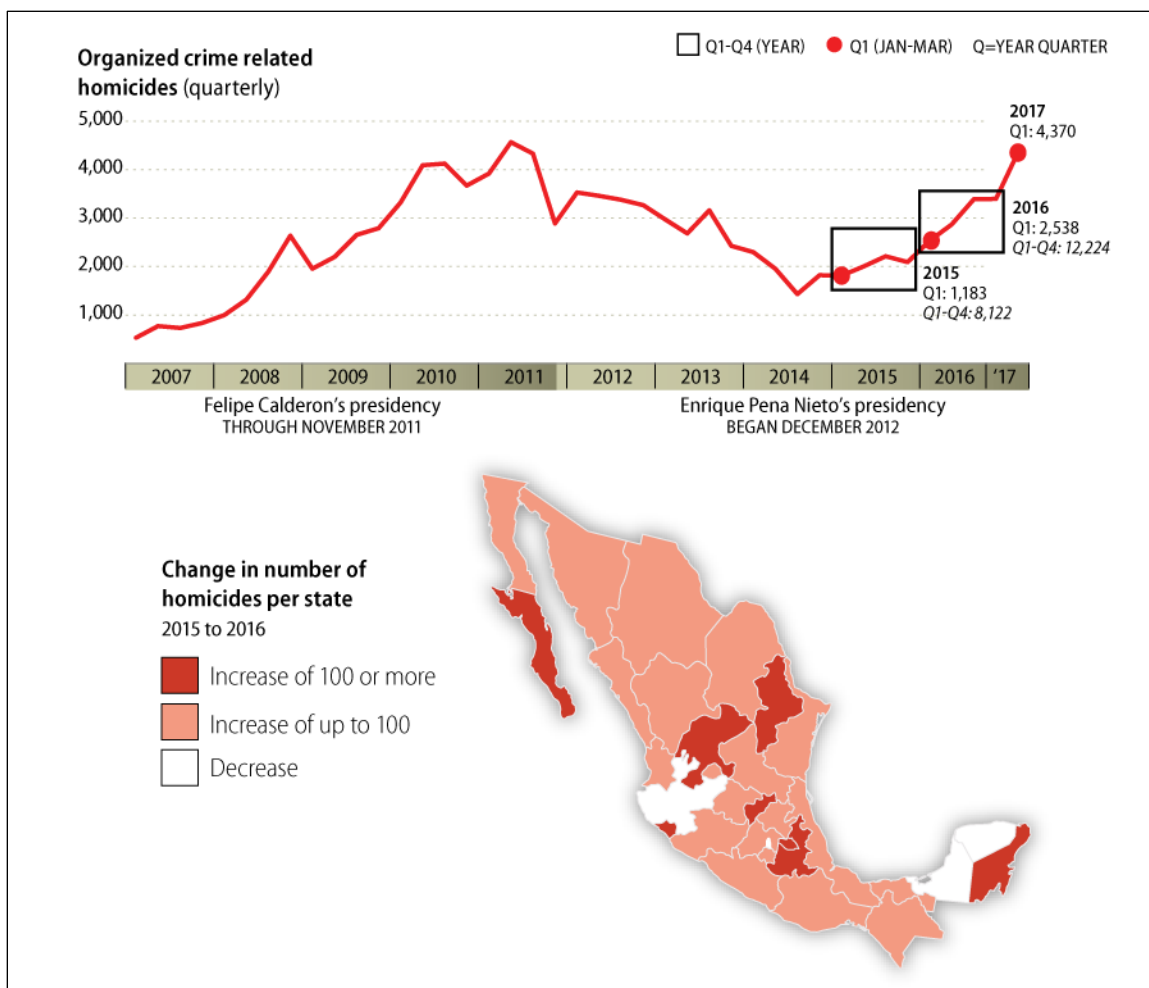 Organized crime related
homicides (quarterly)
Q1-Q4 (YEAR) Q1 (JAN-MAR) Q=YEAR QUARTER
5,000
4,000
3,000
2,000
1,000
2017
Q1: 4,370
2016
Q1: 2,538
Q1-Q4: 12,224
2015
Q1: 1,183
Q1-Q4: 8,122
2007 2008 2009 2010 2011 2012 2013 2014 2015 2016 '17
Felipe Calderon's presidency
THROUGH NOVEMBER 2011
Enrique Pena Nieto's presidency
BEGAN DECEMBER 2012
Change in number of
homicides per state
2015 to 2016
Increase of 100 or more
Increase of up to 100
Decrease